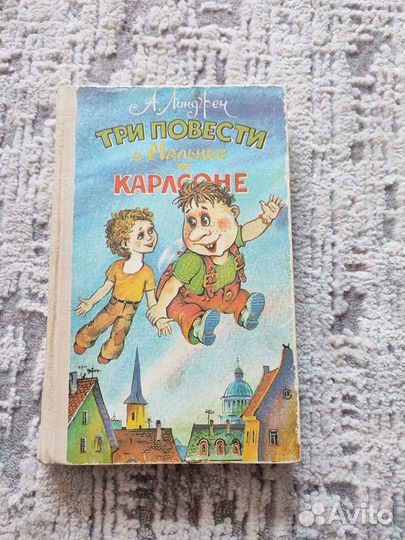 А. Линдгрен
ТРИ ПОВЕСТИ
о Малыше
и
КАРЛСОНЕ
Avito